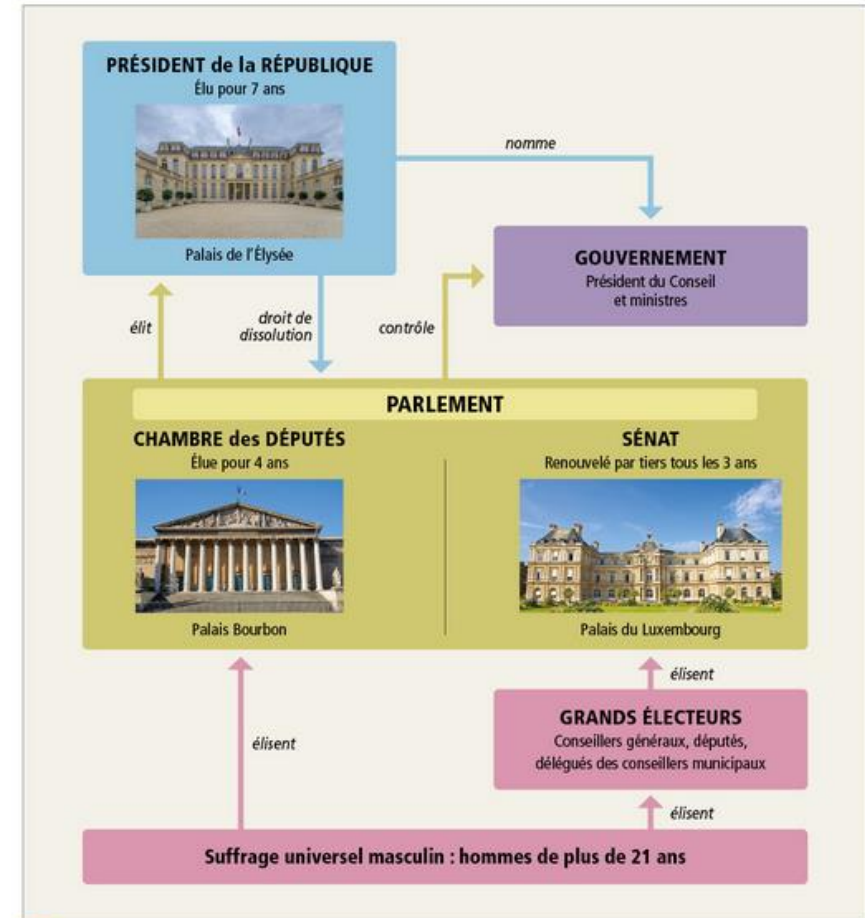 PRÉSIDENT de la RÉPUBLIQUE
Élu pour 7 ans
Palais de l'Élysée
nomme
GOUVERNEMENT
Président du Conseil
et ministres
élit
droit de
dissolution
contrôle
PARLEMENT
CHAMBRE des DÉPUTÉS
Élue pour 4 ans
Palais Bourbon
SÉNAT
Renouvelé par tiers tous les 3 ans
Palais du Luxembourg
élisent
élisent
GRANDS ÉLECTEURS
Conseillers généraux, députés,
délégués des conseillers municipaux
élisent
Suffrage universel masculin : hommes de plus de 21 ans